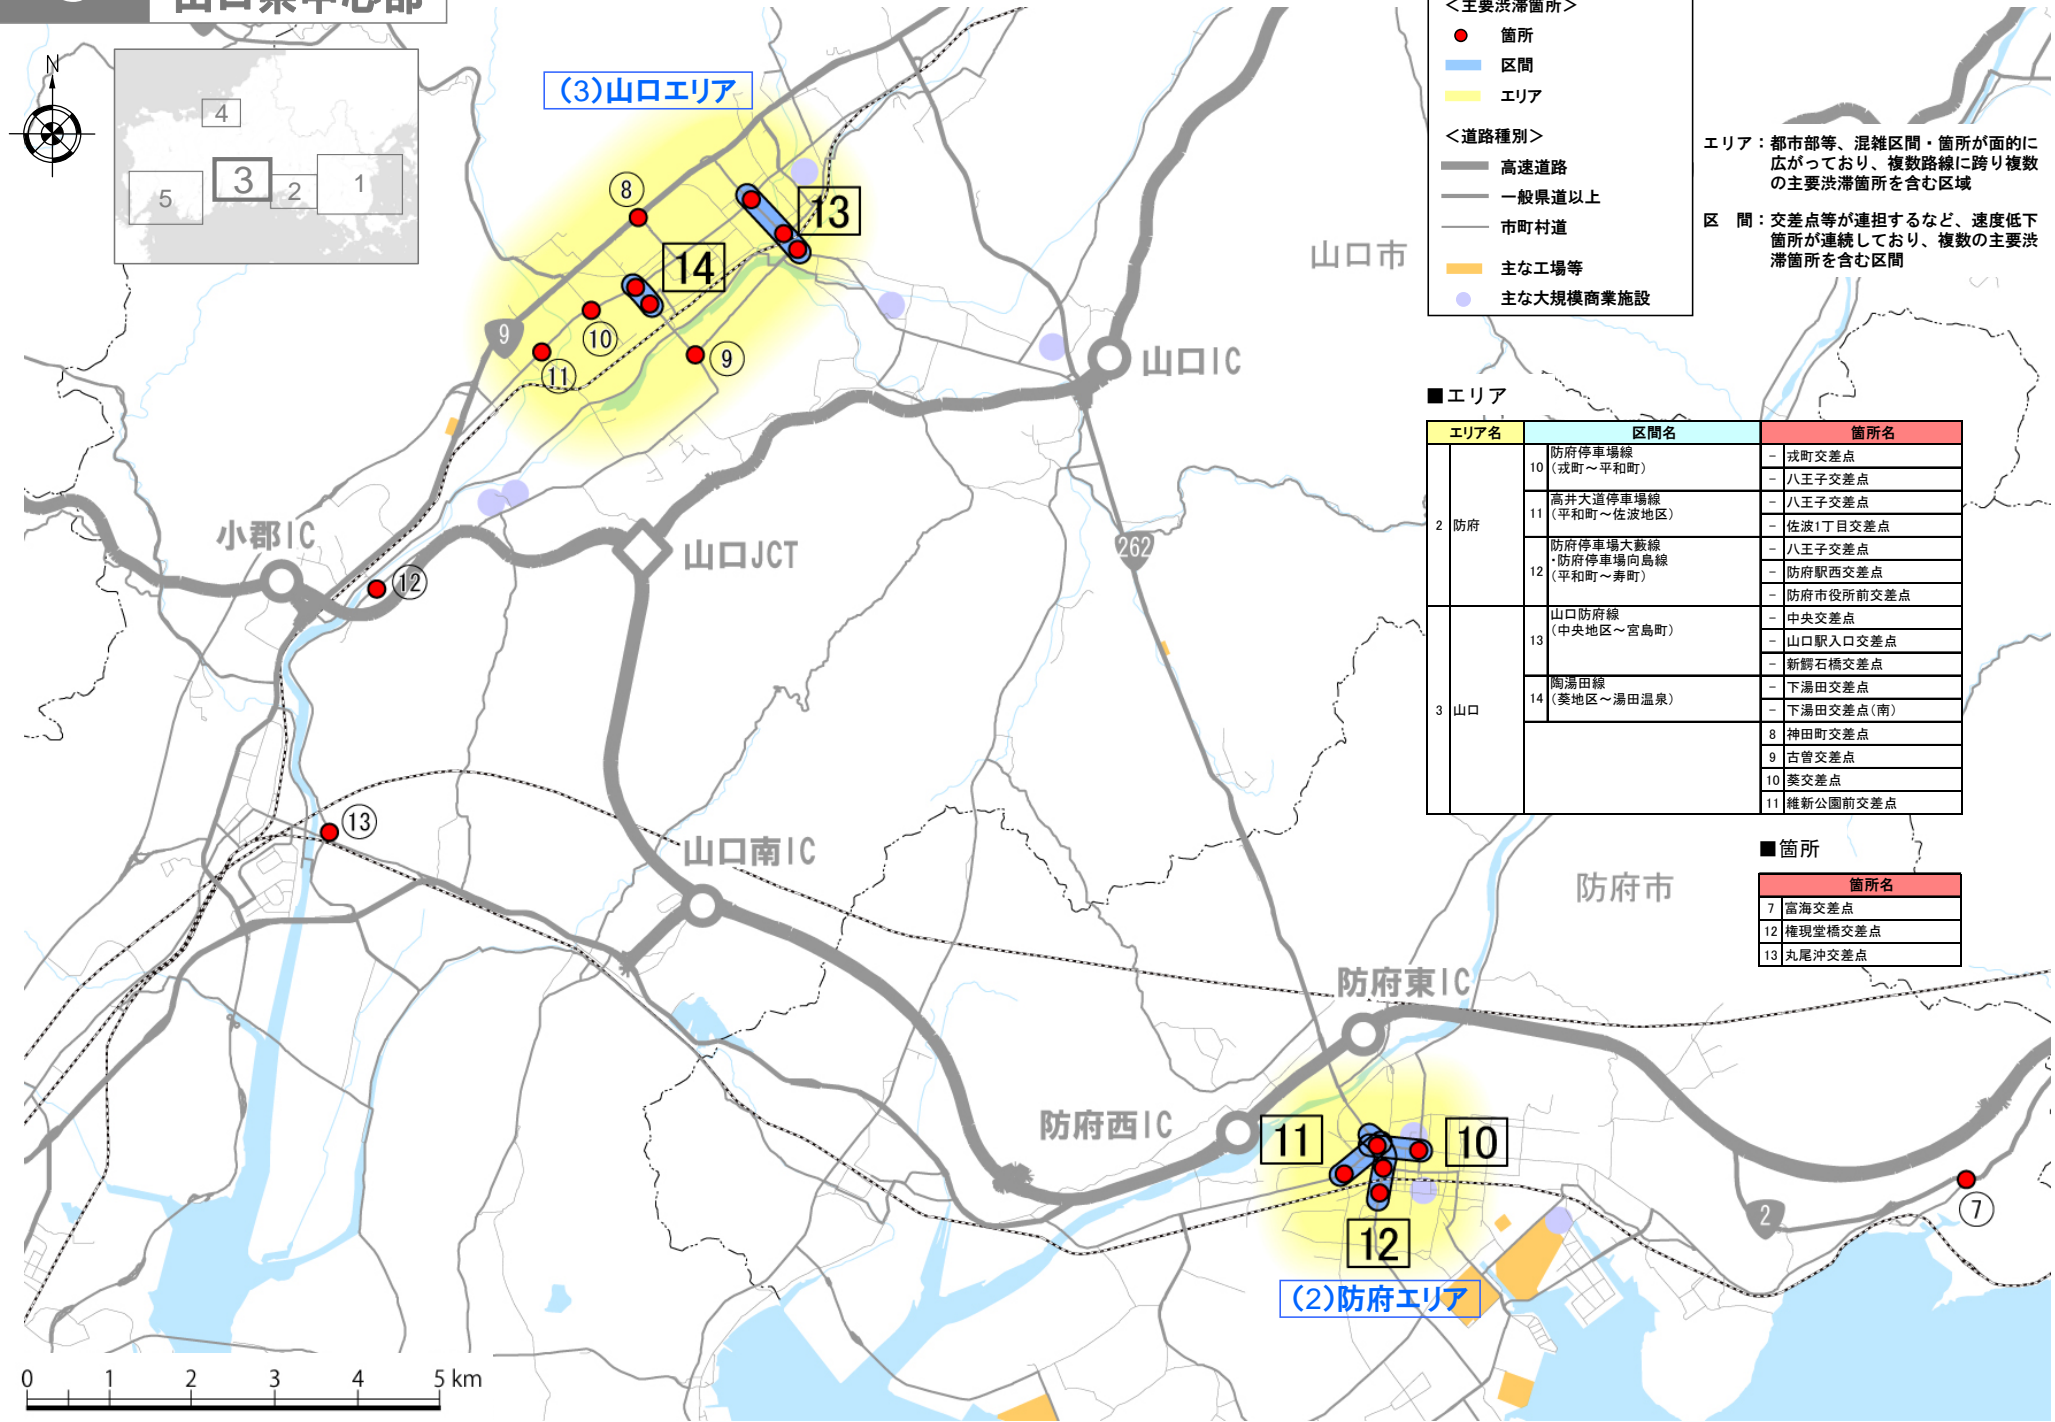 山口県中心部
N
4
3
5
2
1
(3)山口エリア
<主要渋滞箇所>
箇所
区間
エリア
<道路種別>
高速道路
一般県道以上
市町村道
主な工場等
主な大規模商業施設
エリア：都市部等、混雑区間・箇所が面的に
広がっており、複数路線に跨り複数
の主要渋滞箇所を含む区域
区　間：交差点等が連担するなど、速度低下
箇所が連続しており、複数の主要渋
滞箇所を含む区間
⑧
13
14
山口市
9
⑩
⑨
⑪
山口IC
小郡IC
山口JCT
262
⑫
⑬
山口南IC
防府市
防府東IC
防府西IC
11
10
12
(2)防府エリア
2
⑦
■エリア
エリア名 区間名 箇所名
2 防府
10 防府停車場線
(戎町～平和町)
- 戎町交差点
- 八王子交差点
11 高井大道停車場線
(平和町～佐波地区)
- 八王子交差点
- 佐波1丁目交差点
12 防府停車場大藪線
・防府停車場向島線
(平和町～寿町)
- 八王子交差点
- 防府駅西交差点
- 防府市役所前交差点
3 山口
13 山口防府線
(中央地区～宮島町)
- 中央交差点
- 山口駅入口交差点
- 新鰐石橋交差点
14 陶湯田線
(葵地区～湯田温泉)
- 下湯田交差点
- 下湯田交差点(南)
8 神田町交差点
9 古曽交差点
10 葵交差点
11 維新公園前交差点
■箇所
箇所名
7 富海交差点
12 権現堂橋交差点
13 丸尾沖交差点
0 1 2 3 4 5 km